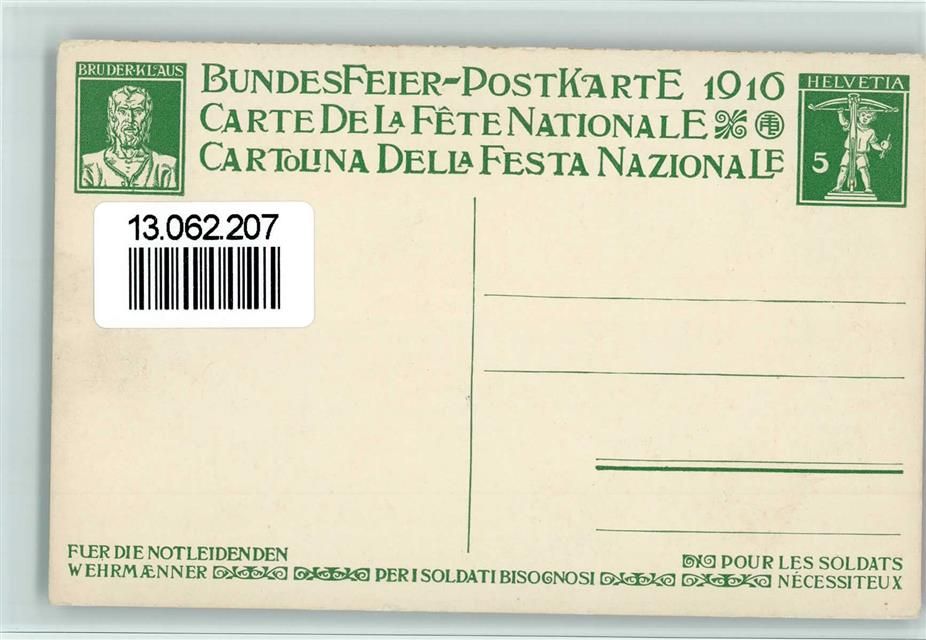 BRUDER-KLAUS
BUNDESFEIER-POSTKARTE 1916
CARTE DE LA FÊTE NATIONALE
CARTOLINA DELLA FESTA NAZIONALE
HELVETIA
5
13.062.207
FUER DIE NOTLEIDENDEN
WEHRMÆNNER
PER I SOLDATI BISOGNOSI
POUR LES SOLDATS
NÉCESSITEUX